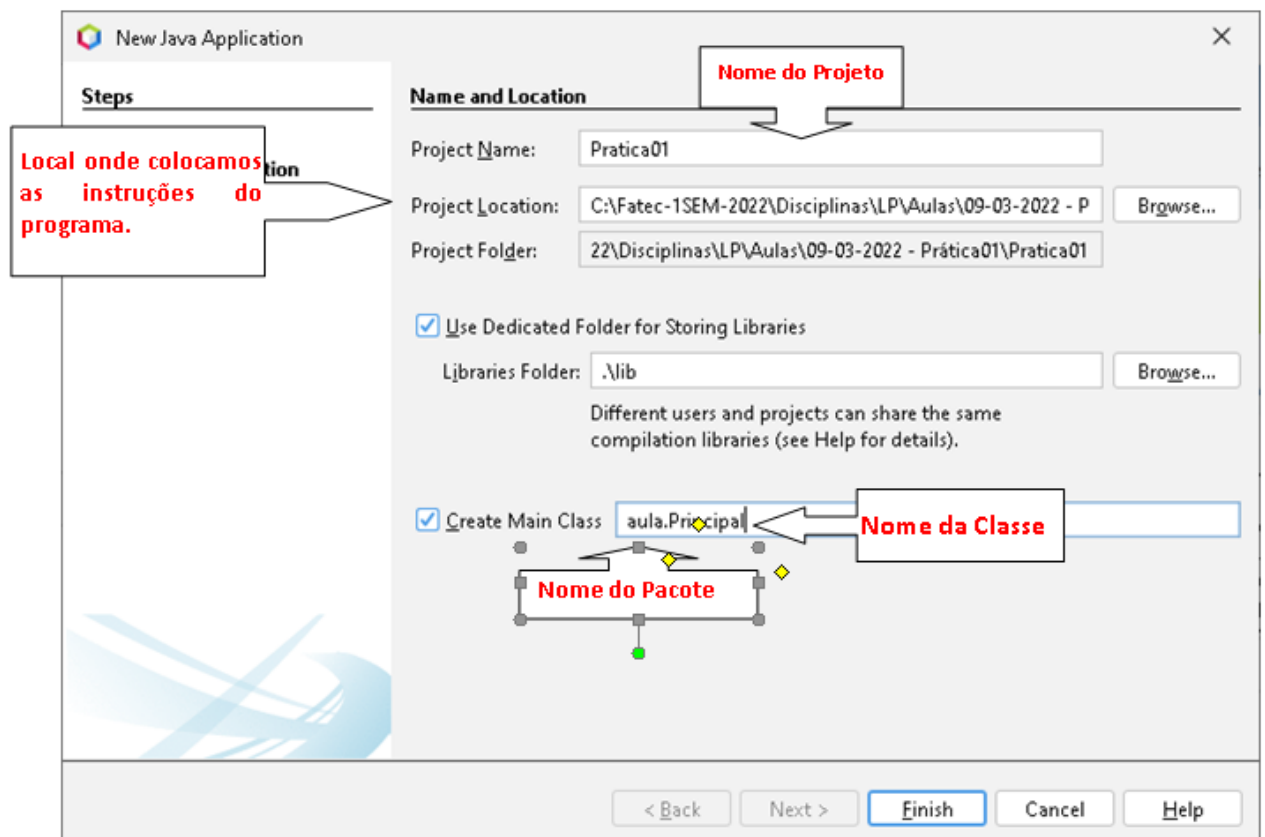 New Java Application
Nome do Projeto
Steps
Name and Location
Local onde colocamos
as instruções do
programa.
tion
Project Name: Pratica01
Project Location: C:\Fatec-1SEM-2022\Disciplinas\LP\Aulas\09-03-2022 - P Browse...
Project Folder: 22\Disciplinas\LP\Aulas\09-03-2022 - Prática01\Pratica01
Use Dedicated Folder for Storing Libraries
Libraries Folder: .\lib Browse...
Different users and projects can share the same
compilation libraries (see Help for details).
Create Main Class aula.Principal
Nome da Classe
Nome do Pacote
< Back Next > Finish Cancel Help